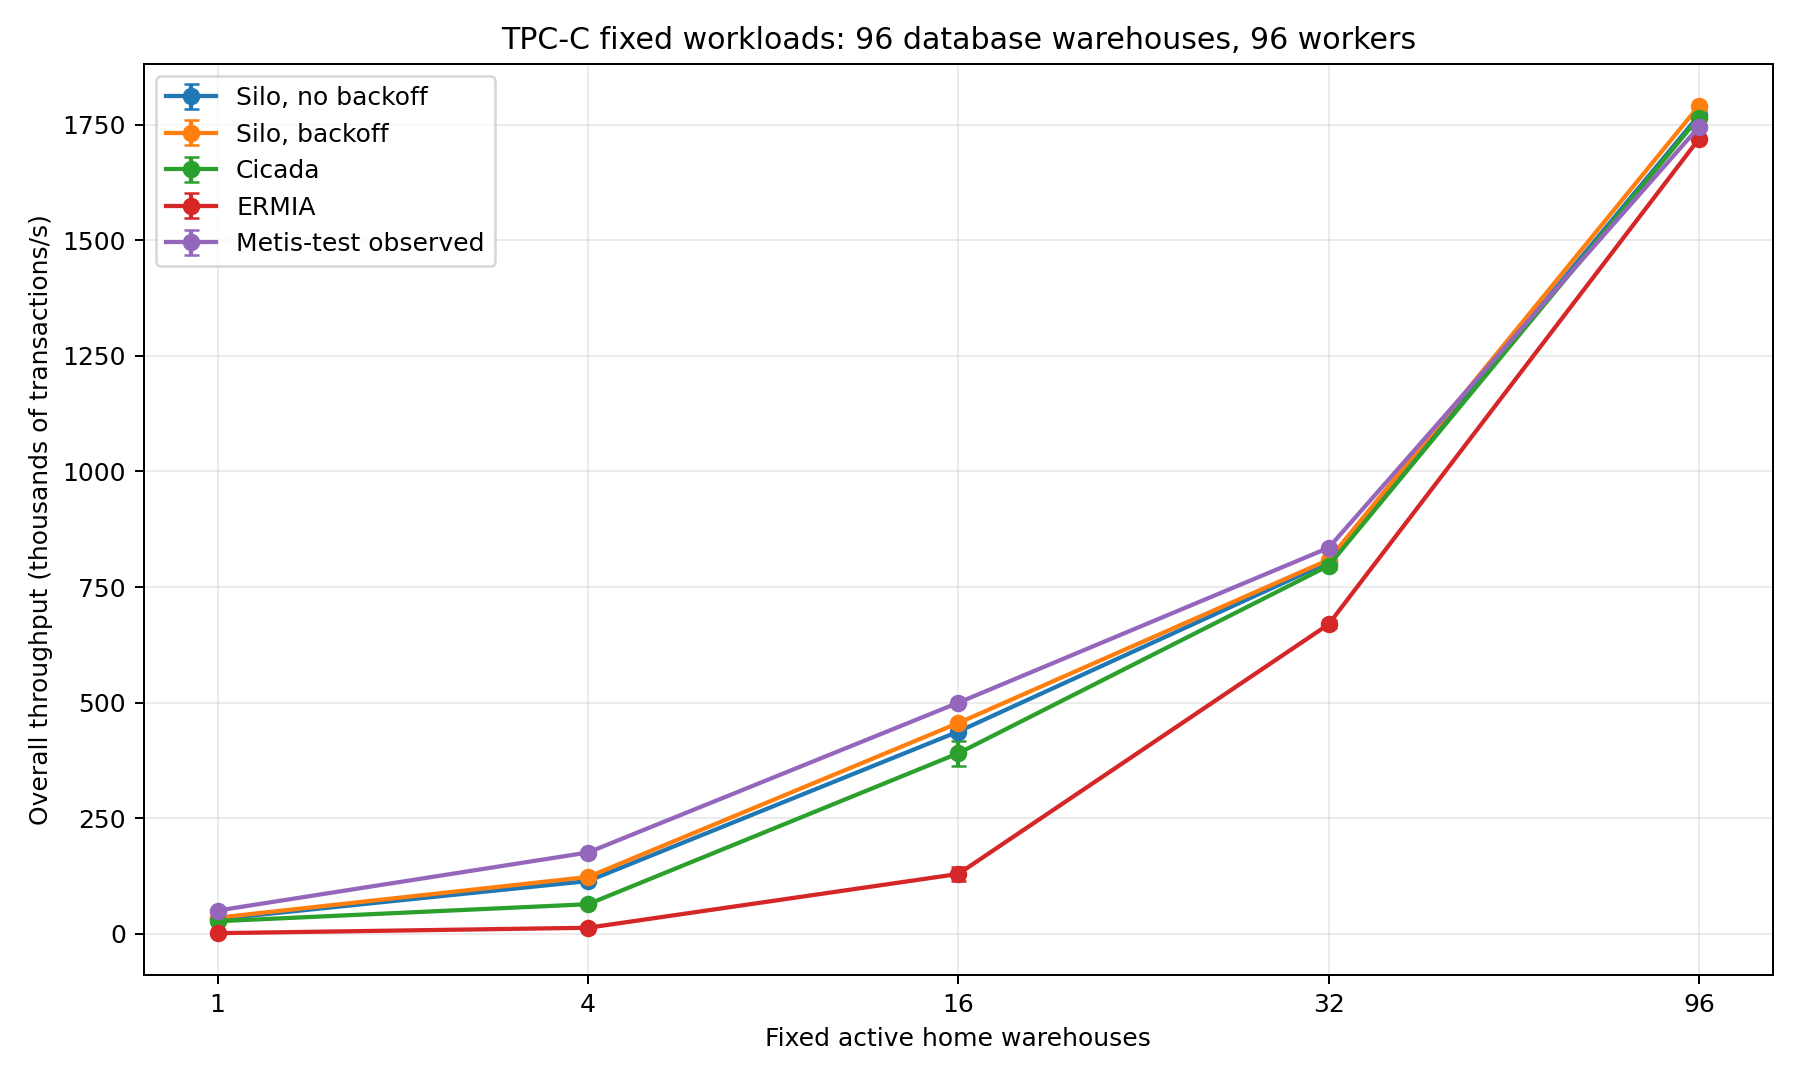 TPC-C fixed workloads: 96 database warehouses, 96 workers
Silo, no backoff
Silo, backoff
Cicada
ERMIA
Metis-test observed
Overall throughput (thousands of transactions/s)
1750
1500
1250
1000
750
500
250
0
1
4
16
32
96
Fixed active home warehouses